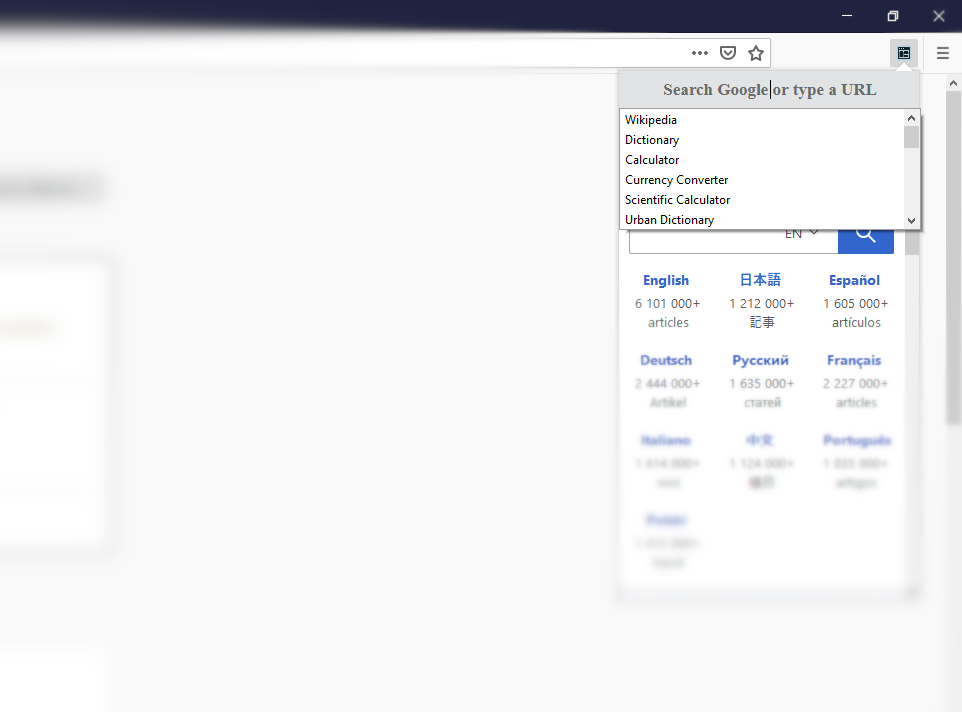 Search Google or type a URL
Wikipedia
Dictionary
Calculator
Currency Converter
Scientific Calculator
Urban Dictionary
EN
English 日本語 Español
6 101 000+ 1 212 000+ 1 605 000+
articles 記事 artículos
Deutsch Русский Français
2 444 000+ 1 635 000+ 2 227 000+
Artikel статей articles
Italiano 中文 Português
1 614 000+ 1 124 000+ 1 035 000+
voci 條目 artigos
Polski